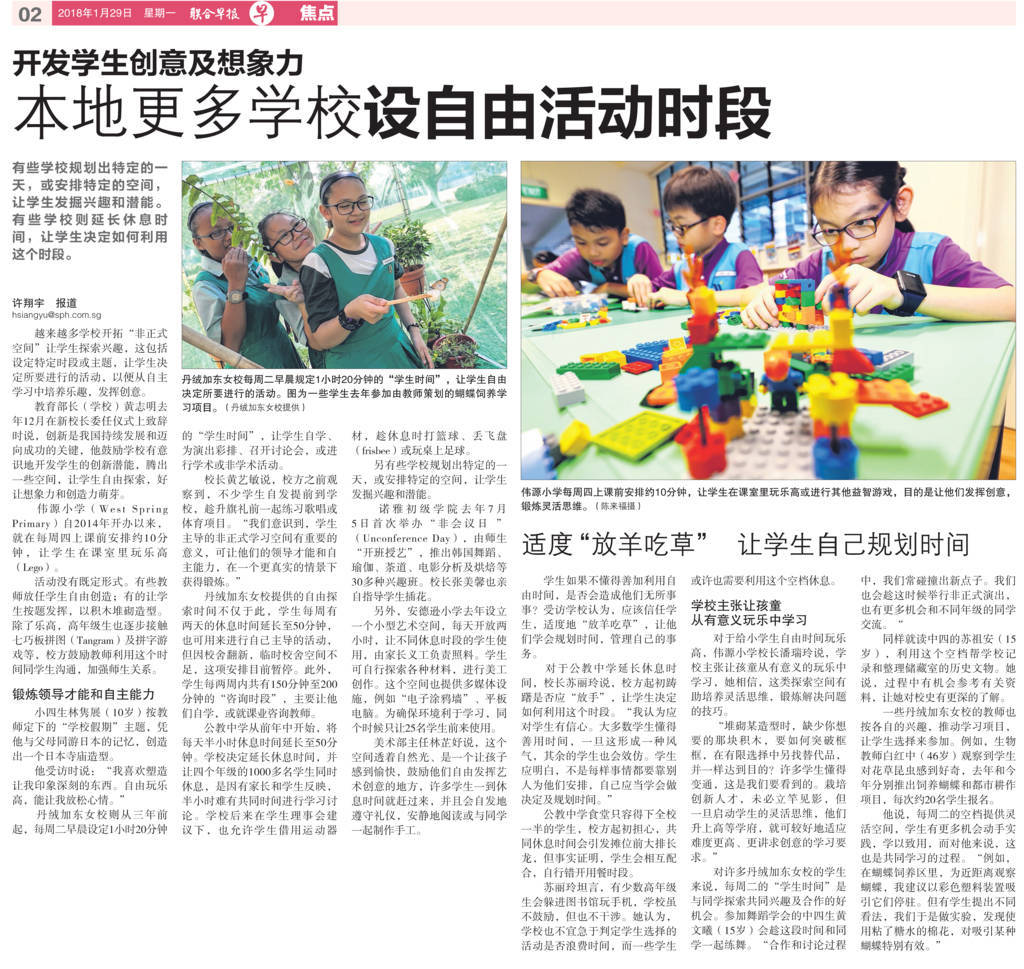 02
2018年1月29日 星期一 联合早报 早 焦点
开发学生创意及想象力
本地更多学校设自由活动时段
有些学校规划出特定的一
天，或安排特定的空间，
让学生发掘兴趣和潜能。
有些学校则延长休息时
间，让学生决定如何利用
这个时段。
许翔宇 报道
hsiangyu@sph.com.sg
越来越多学校开拓“非正式
空间”让学生探索兴趣，这包括
设定特定时段或主题，让学生决
定所要进行的活动，以便从自主
学习中培养乐趣，发挥创意。
教育部长（学校）黄志明去
年12月在新校长委任仪式上致辞
时说，创新是我国持续发展和迈
向成功的关键，他鼓励学校有意
识地开发学生的创新潜能，腾出
一些空间，让学生自由探索，好
让想象力和创造力萌芽。
伟源小学（West Spring
Primary）自2014年开办以来，
就在每周四上课前安排约10分
钟，让学生在课室里玩乐高
（Lego）。
活动没有既定形式。有些教
师放任学生自由创造；有的让学
生按题发挥，以积木堆砌造型。
除了乐高，高年级生也逐步接触
七巧板拼图（Tangram）及拼字游
戏等，校方鼓励教师利用这个时
间同学生沟通，加强师生关系。
锻炼领导才能和自主能力
小四生林隽展（10岁）按教
师定下的“学校假期”主题，凭
他与父母同游日本的记忆，创造
出一个日本寺庙造型。
他受访时说：“我喜欢塑造
让我印象深刻的东西。自由玩乐
高，能让我放松心情。”
丹绒加东女校则从三年前
起，每周二早晨设定1小时20分钟
丹绒加东女校每周二早晨规定1小时20分钟的“学生时间”，让学生自由
决定所要进行的活动。图为一些学生去年参加由教师策划的蝴蝶饲养学
习项目。（丹绒加东女校提供）
的“学生时间”，让学生自学、
为演出彩排、召开讨论会，或进
行学术或非学术活动。
校长黄艺敏说，校方之前观
察到，不少学生自发提前到学
校，趁升旗礼前一起练习歌唱或
体育项目。“我们意识到，学生
主导的非正式学习空间有重要的
意义，可让他们的领导才能和自
主能力，在一个更真实的情景下
获得锻炼。”
丹绒加东女校提供的自由探
索时间不仅于此，学生每周有
两天的休息时间延长至50分钟，
也可用来进行自己主导的活动，
但因校舍翻新，临时校舍空间不
足，这项安排目前暂停。此外，
学生每两周内共有150分钟至200
分钟的“咨询时段”，主要让他
们自学，或就课业咨询教师。
公教中学从前年中开始，将
每天半小时休息时间延长至50分
钟。学校决定延长休息时间，并
让四个年级的1000多名学生同时
休息，是因有家长和学生反映，
半小时难有共同时间进行学习讨
论。学校后来在学生理事会建
议下，也允许学生借用运动器
材，趁休息时打篮球、丢飞盘
（frisbee）或玩桌上足球。
另有些学校规划出特定的一
天，或安排特定的空间，让学生
发掘兴趣和潜能。
诺雅初级学院去年7月
5日首次举办“非会议日”
（Unconference Day），由师生
“开班授艺”，推出韩国舞蹈、
瑜伽、茶道、电影分析及烘焙等
30多种兴趣班。校长张美馨也亲
自指导学生插花。
另外，安德逊小学去年设立
一个小型艺术空间，每天开放两
小时，让不同休息时段的学生使
用，由家长义工负责照料。学生
可自行探索各种材料，进行美工
创作。这个空间也提供多媒体设
施，例如“电子涂鸦墙”、平板
电脑。为确保环境利于学习，同
个时候只让25名学生前来使用。
美术部主任林芷好说，这个
空间透着自然光、是一个让孩子
感到愉快，鼓励他们自由发挥艺
术创意的地方，许多学生一到休
息时间就赶过来，并且会自发地
遵守礼仪，安静地阅读或与同学
一起制作手工。
伟源小学每周四上课前安排约10分钟，让学生在课室里玩乐高或进行其他益智游戏，目的是让他们发挥创意，
锻炼灵活思维。（陈来福摄）
适度“放羊吃草” 让学生自己规划时间
学生如果不懂得善加利用自
由时间，是否会造成他们无所事
事？受访学校认为，应该信任学
生，适度地“放羊吃草”，让他
们学会规划时间，管理自己的事
务。
对于公教中学延长休息时
间，校长苏丽玲说，校方起初踌
躇是否应“放手”，让学生决定
如何利用这个时段。“我认为应
对学生有信心。大多数学生懂得
善用时间，一旦这形成一种风
气，其余的学生也会效仿。学生
应明白，不是每样事情都要靠别
人为他们安排，自己应当学会做
决定及规划时间。”
公教中学食堂只容得下全校
一半的学生，校方起初担心，共
同休息时间会引发摊位前大排长
龙，但事实证明，学生会相互配
合，自行错开用餐时段。
苏丽玲坦言，有少数高年级
生会躲进图书馆玩手机，学校虽
不鼓励，但也不干涉。她认为，
学校也不宜急于判定学生选择的
活动是否浪费时间，而一些学生
或许也需要利用这个空档休息。
学校主张让孩童
从有意义玩乐中学习
对于给小学生自由时间玩乐
高，伟源小学校长潘瑞玲说，学
校主张让孩童从有意义的玩乐中
学习，她相信，这类探索空间有
助培养灵活思维，锻炼解决问题
的技巧。
“堆砌某造型时，缺少你想
要的那块积木，要如何突破框
框，在有限选择中另找替代品，
并一样达到目的？许多学生懂得
变通，这是我们要看到的。栽培
创新人才，未必立竿见影，但
一旦启动学生的灵活思维，他们
升上高等学府，就可较好地适应
难度更高、更讲求创意的学习要
求。”
对许多丹绒加东女校的学生
来说，每周二的“学生时间”是
与同学探索共同兴趣及合作的好
机会。参加舞蹈学会的中四生黄
文曦（15岁）会趁这段时间和同
学一起练舞。“合作和讨论过程
中，我们常碰撞出新点子。我们
也会趁这时候举行非正式演出，
也有更多机会和不同年级的同学
交流。”
同样就读中四的苏祖安（15
岁），利用这个空档帮学校记
录和整理储藏室的历史文物。她
说，过程中有机会参考有关资
料，让她对校史有更深的了解。
一些丹绒加东女校的教师也
按各自的兴趣，推动学习项目，
让学生选择来参加。例如，生物
教师白红中（46岁）观察到学生
对花草昆虫感到好奇，去年和今
年分别推出饲养蝴蝶和都市耕作
项目，每次约20名学生报名。
他说，每周二的空档提供灵
活空间，学生有更多机会动手实
践，学以致用，而对他来说，这
也是共同学习的过程。“例如，
在蝴蝶饲养区里，为近距离观察
蝴蝶，我建议以彩色塑料装置吸
引它们停驻。但有学生提出不同
看法，我们于是做实验，发现使
用粘了糖水的棉花，对吸引某种
蝴蝶特别有效。”